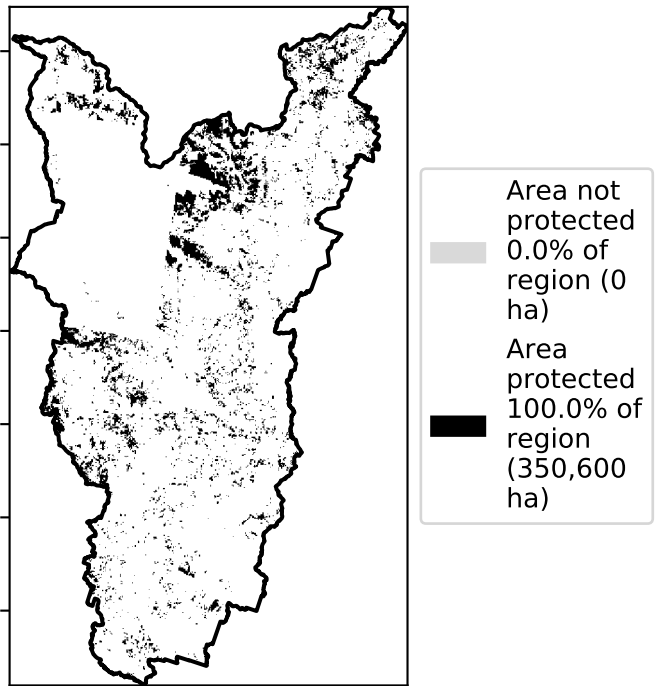 Area not
protected
0.0% of
region (0
ha)
Area
protected
100.0% of
region
(350,600
ha)